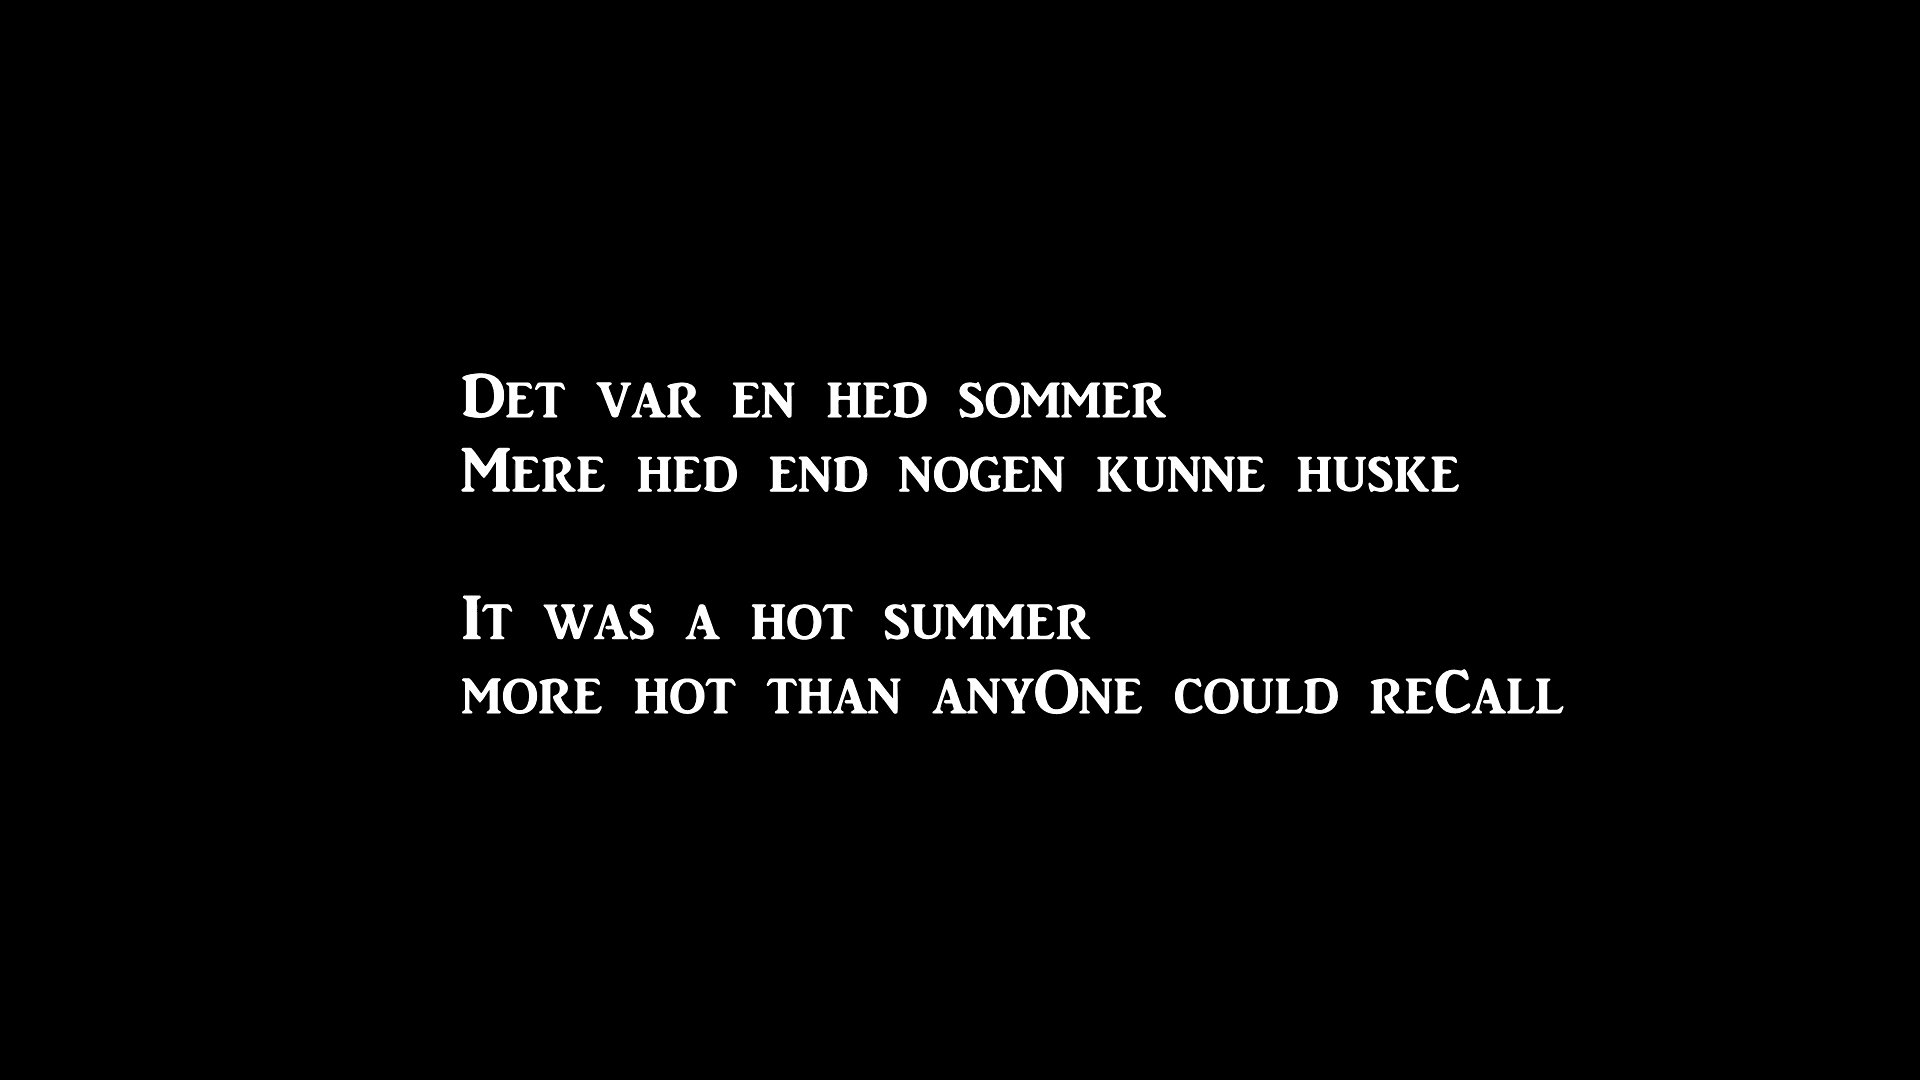 Det var en hed sommer
Mere hed end nogen kunne huske
It was a hot summer
more hot than anyOne could reCall